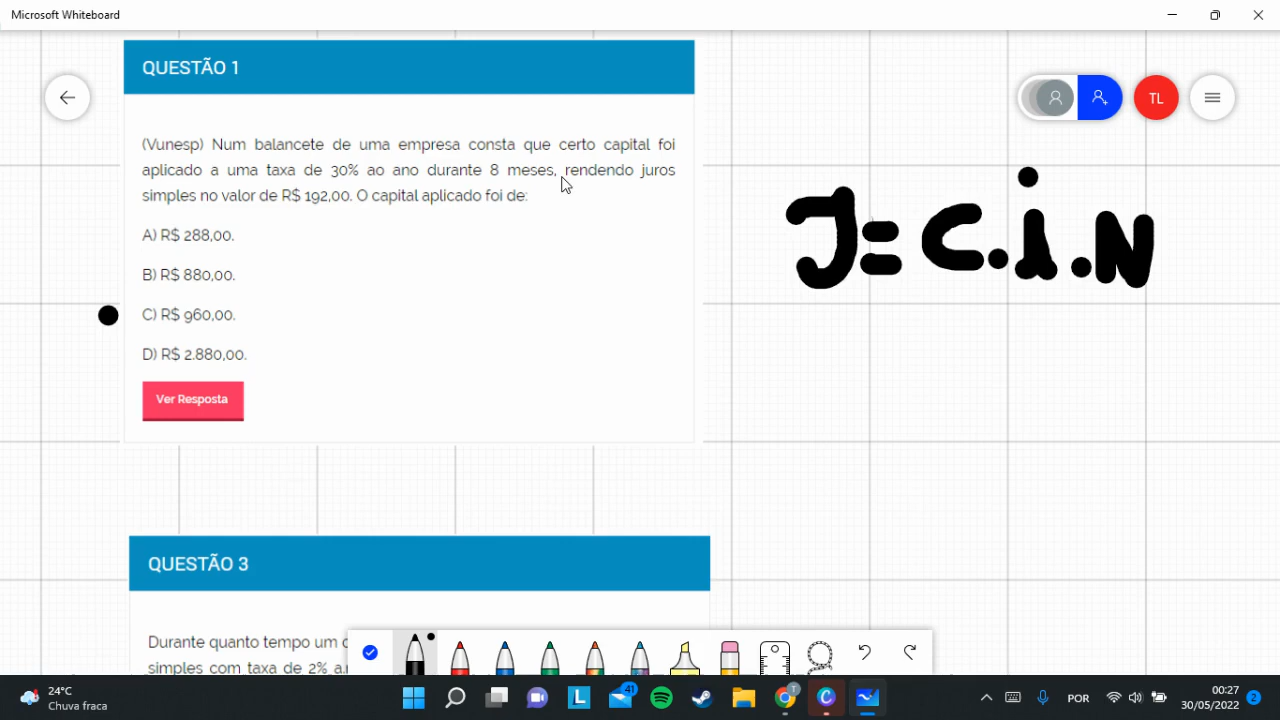 Microsoft Whiteboard
QUESTÃO 1
(Vunesp) Num balancete de uma empresa consta que certo capital foi
aplicado a uma taxa de 30% ao ano durante 8 meses, rendendo juros
simples no valor de R$ 192,00. O capital aplicado foi de:
A) R$ 288,00.
B) R$ 880,00.
C) R$ 960,00.
D) R$ 2.880,00.
Ver Resposta
TL
J=C.i.N
QUESTÃO 3
Durante quanto tempo um c
simples com taxa de 2% a.
24°C
Chuva fraca
L
41
T
C
POR
00:27
30/05/2022
2